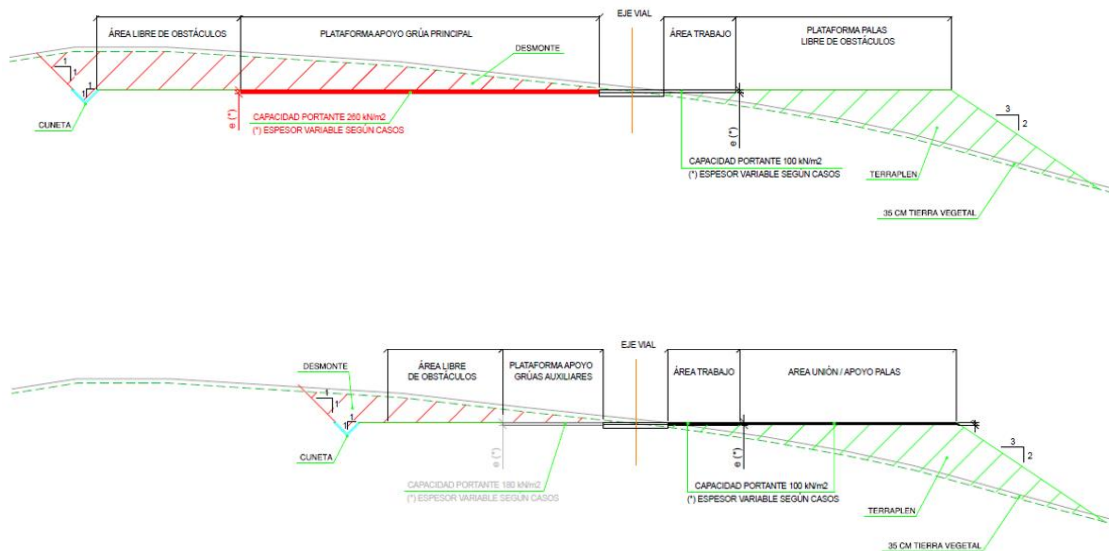 EJE VIAL
ÁREA LIBRE DE OBSTÁCULOS
PLATAFORMA APOYO GRÚA PRINCIPAL
ÁREA TRABAJO
PLATAFORMA PALAS
LIBRE DE OBSTÁCULOS
DESMONTE
1
1
1
1
CUNETA
e (*)
CAPACIDAD PORTANTE 260 kN/m2
(*) ESPESOR VARIABLE SEGÚN CASOS
e (*)
CAPACIDAD PORTANTE 100 kN/m2
(*) ESPESOR VARIABLE SEGÚN CASOS
3
2
TERRAPLEN
35 CM TIERRA VEGETAL
EJE VIAL
DESMONTE
ÁREA LIBRE
DE OBSTÁCULOS
PLATAFORMA APOYO
GRÚAS AUXILIARES
ÁREA TRABAJO
AREA UNIÓN / APOYO PALAS
1
1
1
1
CUNETA
e (*)
CAPACIDAD PORTANTE 180 kN/m2
(*) ESPESOR VARIABLE SEGÚN CASOS
e (*)
CAPACIDAD PORTANTE 100 kN/m2
(*) ESPESOR VARIABLE SEGÚN CASOS
3
2
TERRAPLEN
35 CM TIERRA VEGETAL